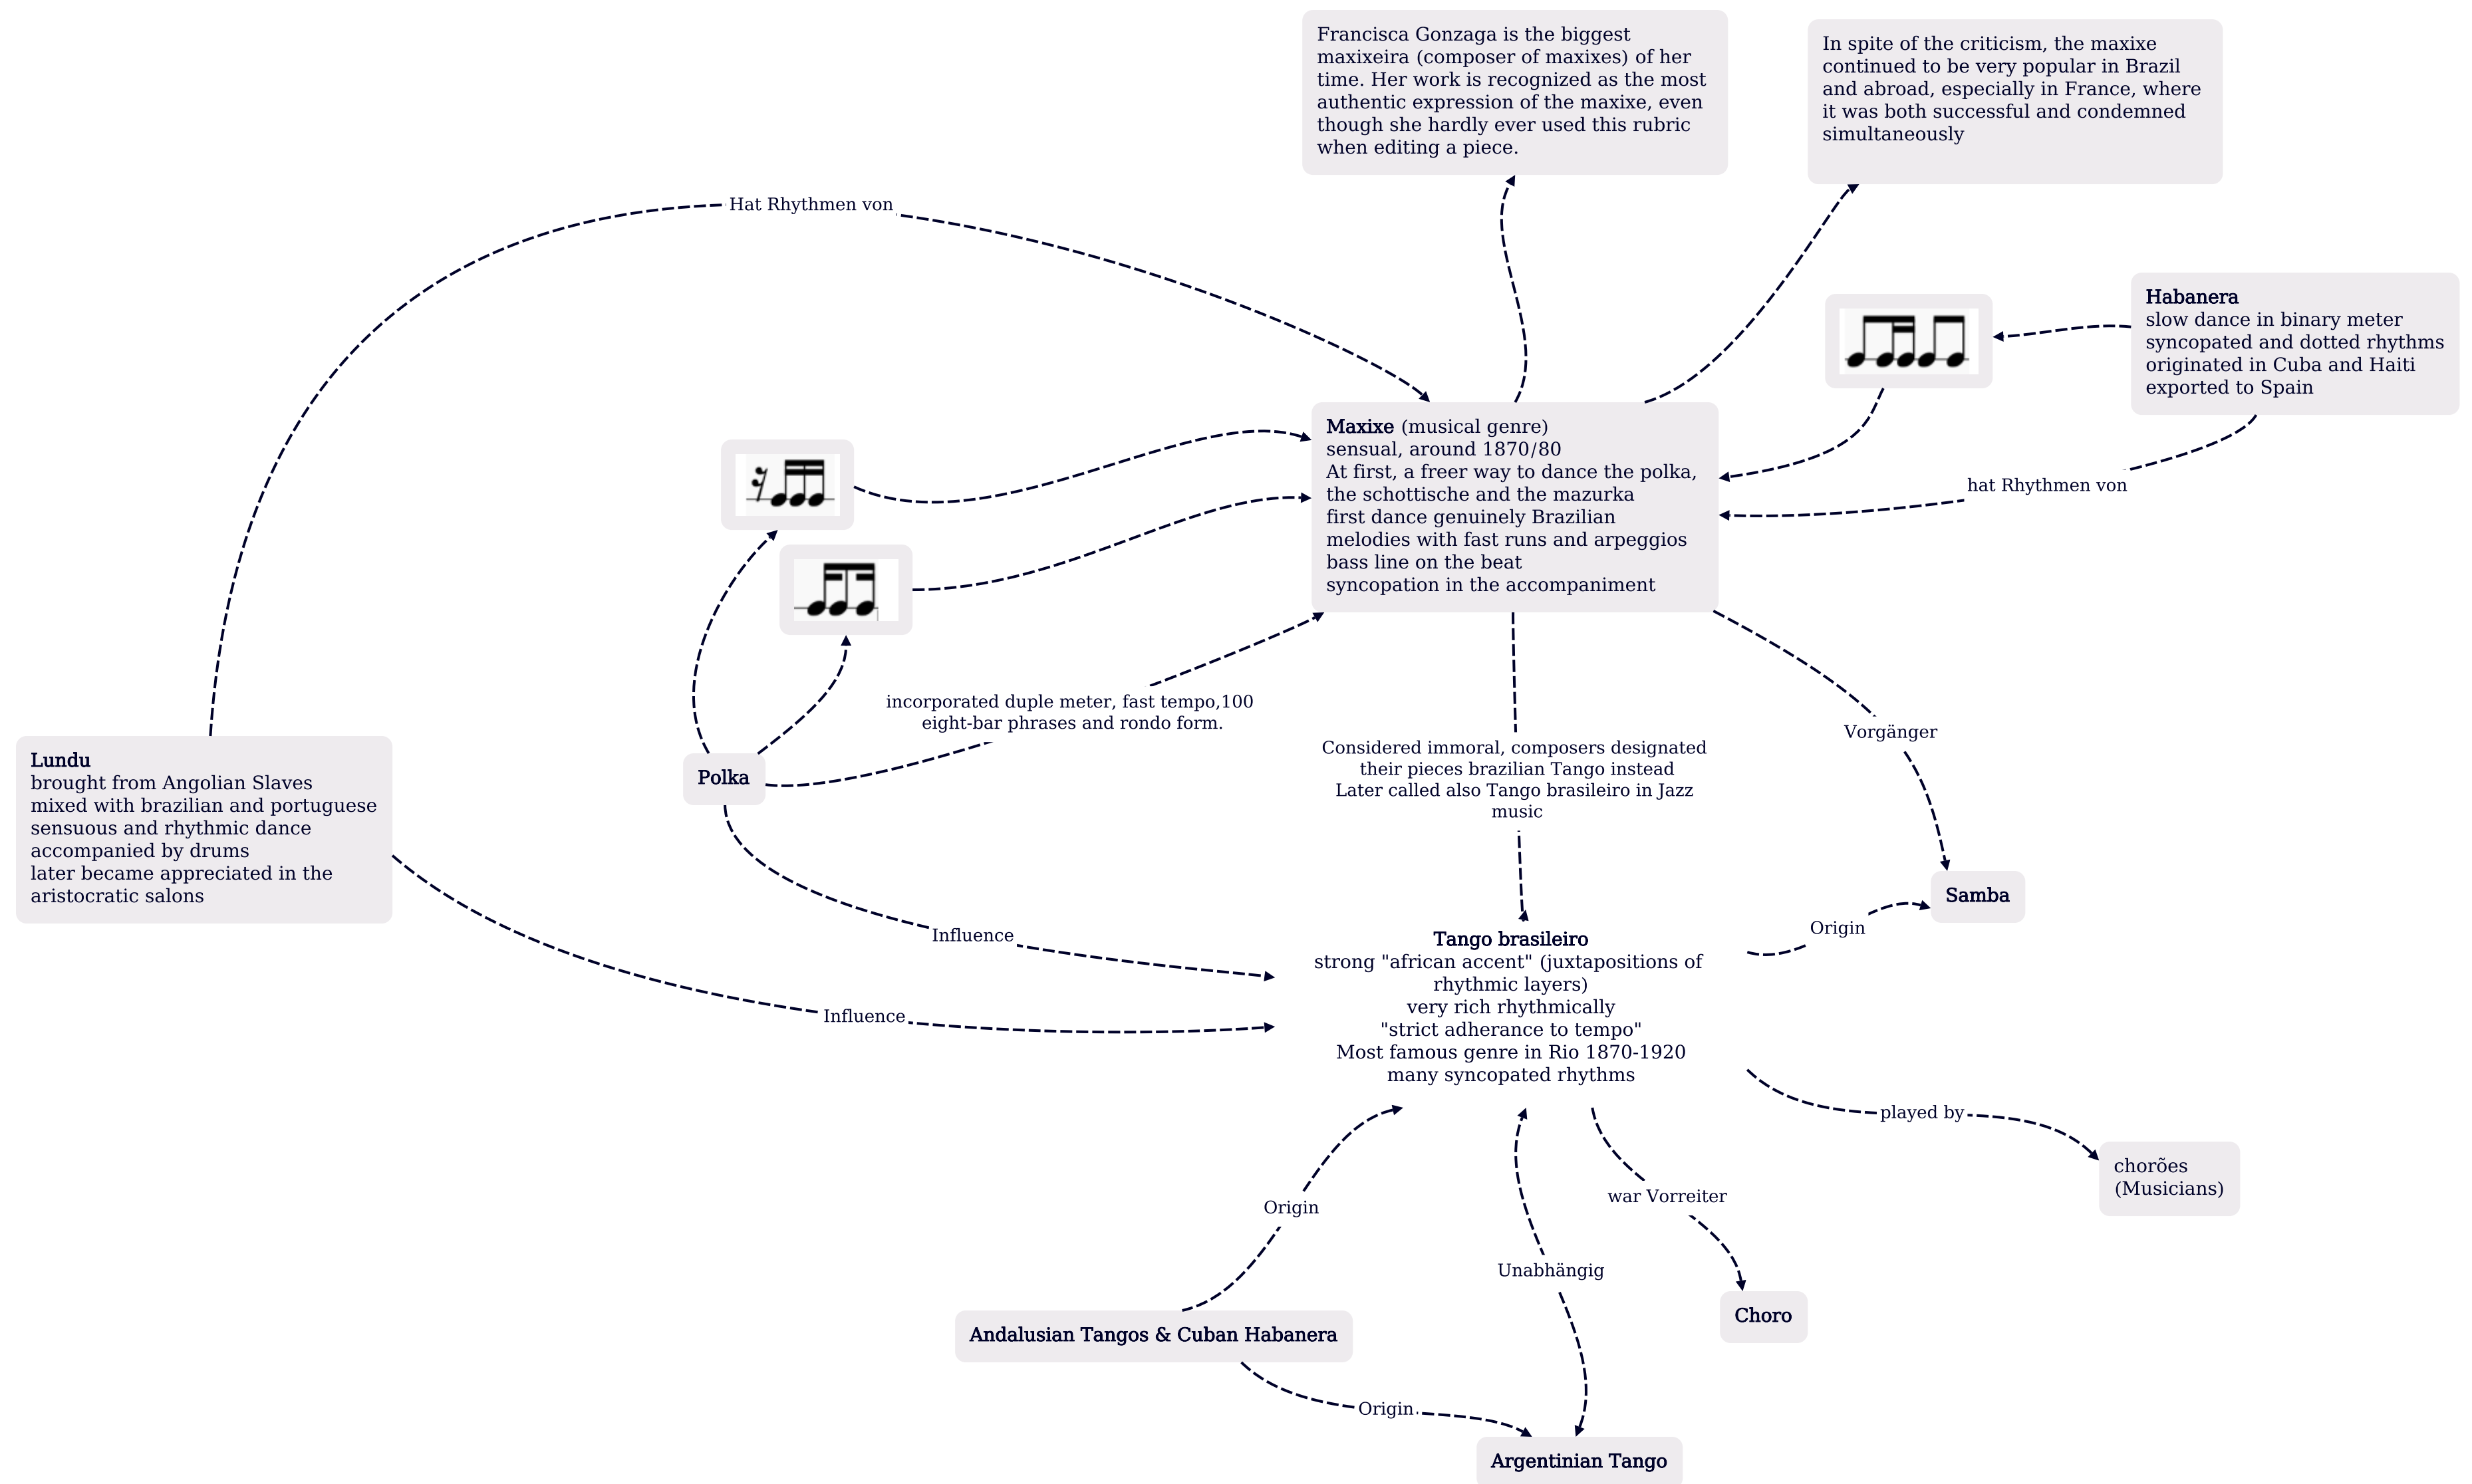 Francisca Gonzaga is the biggest
maxixeira (composer of maxixes) of her
time. Her work is recognized as the most
authentic expression of the maxixe, even
though she hardly ever used this rubric
when editing a piece.
In spite of the criticism, the maxixe
continued to be very popular in Brazil
and abroad, especially in France, where
it was both successful and condemned
simultaneously
Hat Rhythmen von
Habanera
slow dance in binary meter
syncopated and dotted rhythms
originated in Cuba and Haiti
exported to Spain
Maxixe (musical genre)
sensual, around 1870/80
At first, a freer way to dance the polka,
the schottische and the mazurka
first dance genuinely Brazilian
melodies with fast runs and arpeggios
bass line on the beat
syncopation in the accompaniment
hat Rhythmen von
incorporated duple meter, fast tempo,100
eight-bar phrases and rondo form.
Considered immoral, composers designated
their pieces brazilian Tango instead
Later called also Tango brasileiro in Jazz
music
Vorgänger
Lundu
brought from Angolian Slaves
mixed with brazilian and portuguese
sensuous and rhythmic dance
accompanied by drums
later became appreciated in the
aristocratic salons
Polka
Samba
Influence
Origin
Influence
Tango brasileiro
strong "african accent" (juxtapositions of
rhythmic layers)
very rich rhythmically
"strict adherance to tempo"
Most famous genre in Rio 1870-1920
many syncopated rhythms
played by
chorões
(Musicians)
Origin
war Vorreiter
Unabhängig
Choro
Andalusian Tangos & Cuban Habanera
Origin
Argentinian Tango